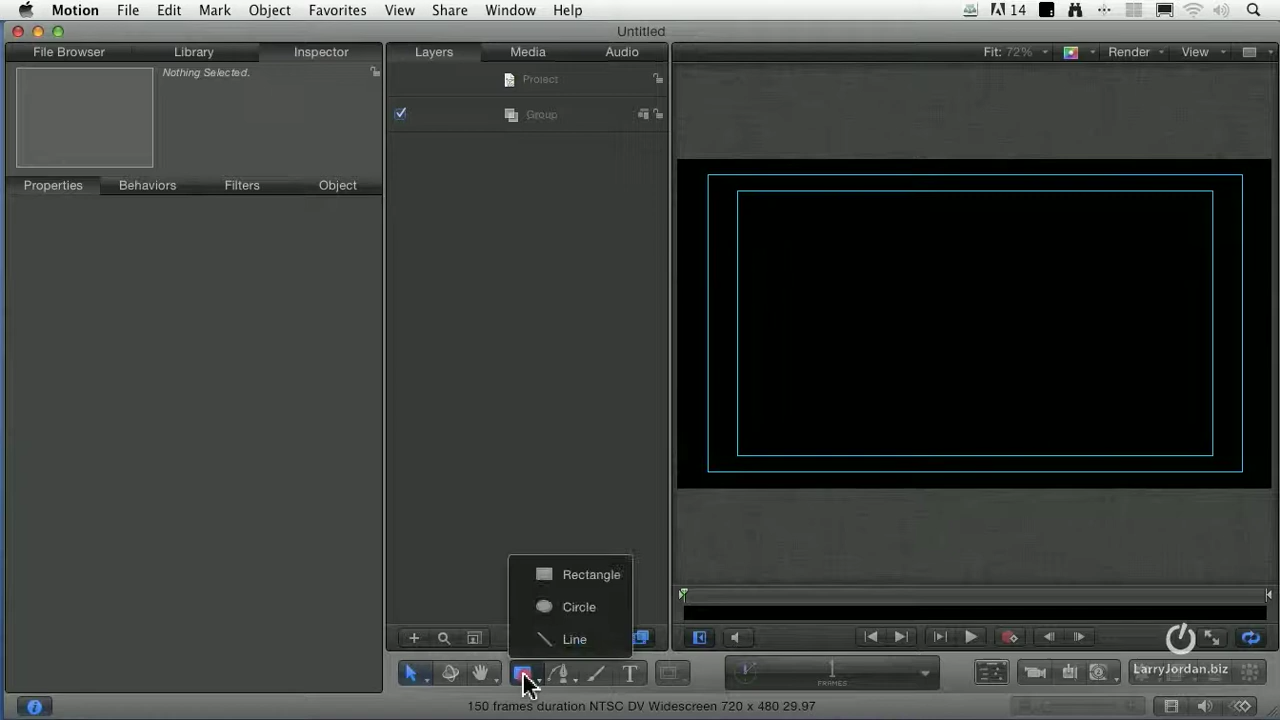 Motion File Edit Mark Object Favorites View Share Window Help 14
Untitled
File Browser Library Inspector Layers Media Audio Fit: 72% Render View
Nothing Selected.
Project
Group
Properties Behaviors Filters Object
Rectangle
Circle
Line
T 1 LarryJordan.biz
FRAMES
150 frames duration NTSC DV Widescreen 720 x 480 29.97